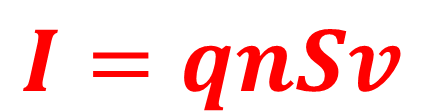 I = qnSv